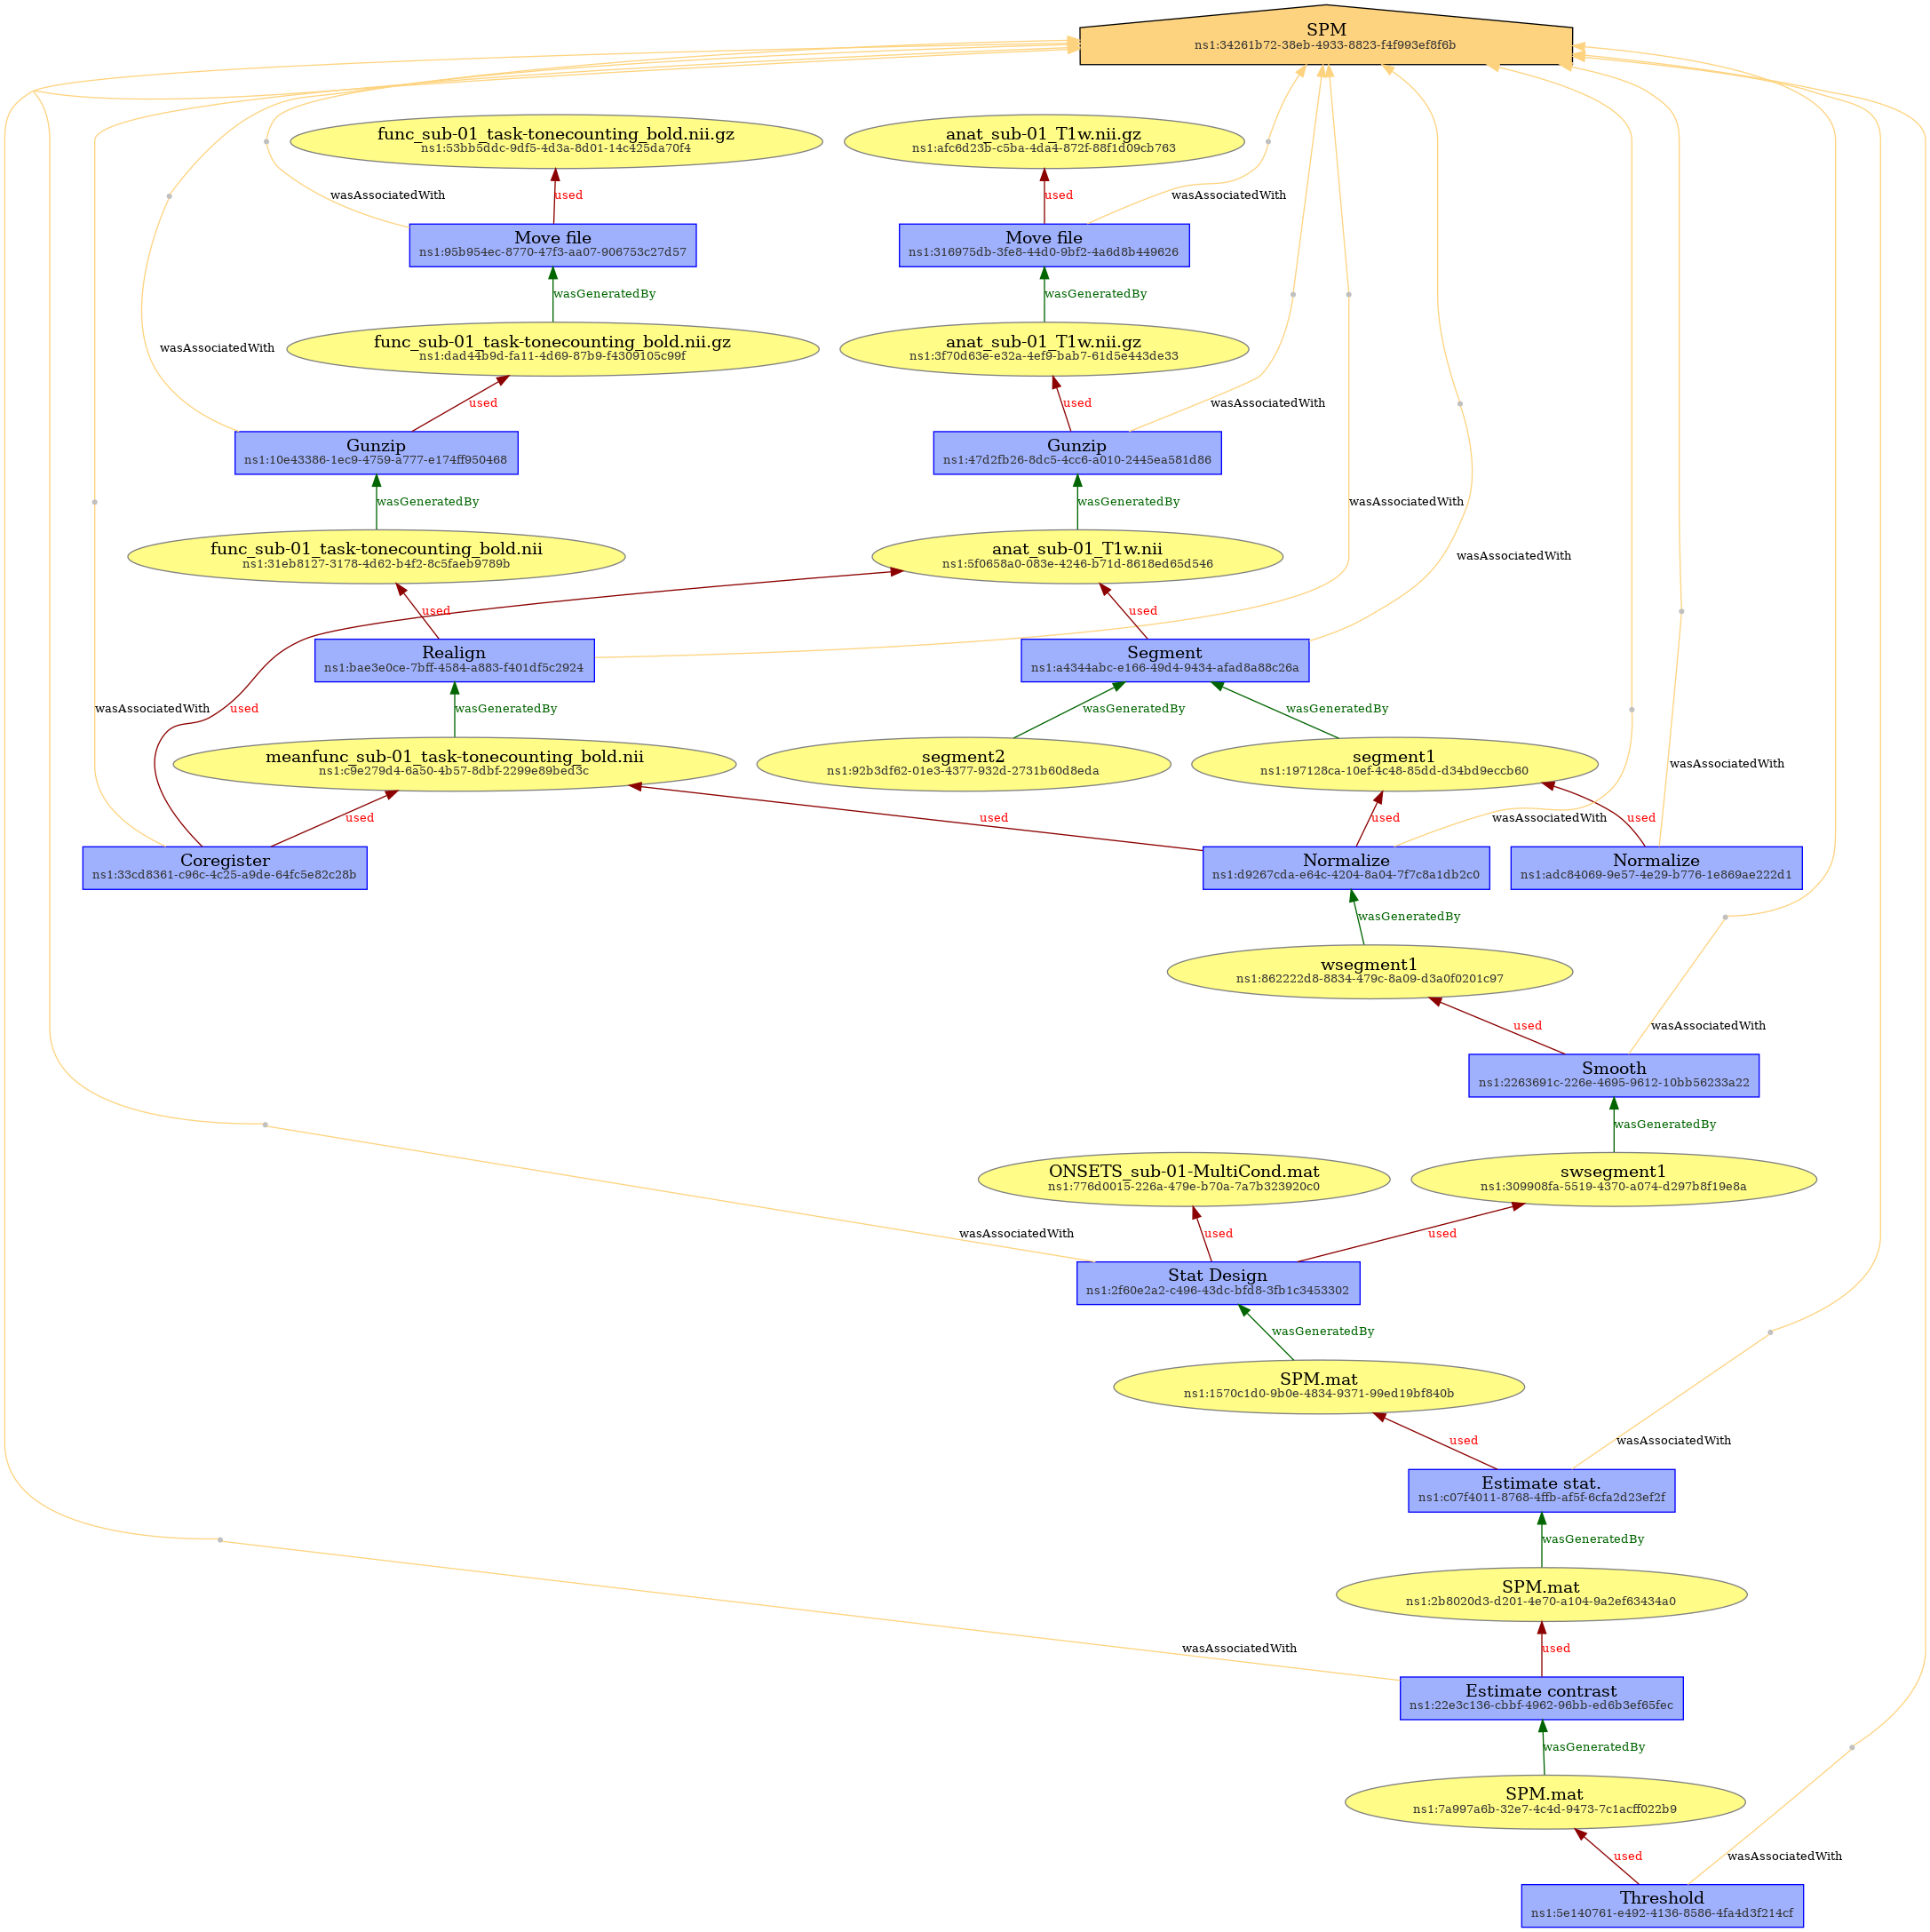 SPM
ns1:34261b72-38eb-4933-8823-f4f993ef8f6b
func_sub-01_task-tonecounting_bold.nii.gz
ns1:53bb5ddc-9df5-4d3a-8d01-14c425da70f4
anat_sub-01_T1w.nii.gz
ns1:afc6d23b-c5ba-4da4-872f-88f1d09cb763
wasAssociatedWith
used
used
wasAssociatedWith
Move file
ns1:95b954ec-8770-47f3-aa07-906753c27d57
Move file
ns1:316975db-3fe8-44d0-9bf2-4a6d8b449626
wasGeneratedBy
wasGeneratedBy
wasAssociatedWith
func_sub-01_task-tonecounting_bold.nii.gz
ns1:dad44b9d-fa11-4d69-87b9-f4309105c99f
anat_sub-01_T1w.nii.gz
ns1:3f70d63e-e32a-4ef9-bab7-61d5e443de33
used
used
wasAssociatedWith
Gunzip
ns1:10e43386-1ec9-4759-a777-e174ff950468
Gunzip
ns1:47d2fb26-8dc5-4cc6-a010-2445ea581d86
wasGeneratedBy
wasGeneratedBy
wasAssociatedWith
func_sub-01_task-tonecounting_bold.nii
ns1:31eb8127-3178-4d62-b4f2-8c5faeb9789b
anat_sub-01_T1w.nii
ns1:5f0658a0-083e-4246-b71d-8618ed65d546
wasAssociatedWith
used
used
Realign
ns1:bae3e0ce-7bff-4584-a883-f401df5c2924
Segment
ns1:a4344abc-e166-49d4-9434-afad8a88c26a
wasAssociatedWith
used
wasGeneratedBy
wasGeneratedBy
wasGeneratedBy
meanfunc_sub-01_task-tonecounting_bold.nii
ns1:c9e279d4-6a50-4b57-8dbf-2299e89bed3c
segment2
ns1:92b3df62-01e3-4377-932d-2731b60d8eda
segment1
ns1:197128ca-10ef-4c48-85dd-d34bd9eccb60
wasAssociatedWith
used
used
used
wasAssociatedWith
used
Coregister
ns1:33cd8361-c96c-4c25-a9de-64fc5e82c28b
Normalize
ns1:d9267cda-e64c-4204-8a04-7f7c8a1db2c0
Normalize
ns1:adc84069-9e57-4e29-b776-1e869ae222d1
wasGeneratedBy
wsegment1
ns1:862222d8-8834-479c-8a09-d3a0f0201c97
used
wasAssociatedWith
Smooth
ns1:2263691c-226e-4695-9612-10bb56233a22
wasGeneratedBy
ONSETS_sub-01-MultiCond.mat
ns1:776d0015-226a-479e-b70a-7a7b323920c0
swsegment1
ns1:309908fa-5519-4370-a074-d297b8f19e8a
wasAssociatedWith
used
used
Stat Design
ns1:2f60e2a2-c496-43dc-bfd8-3fb1c3453302
wasGeneratedBy
SPM.mat
ns1:1570c1d0-9b0e-4834-9371-99ed19bf840b
used
wasAssociatedWith
Estimate stat.
ns1:c07f4011-8768-4ffb-af5f-6cfa2d23ef2f
wasGeneratedBy
SPM.mat
ns1:2b8020d3-d201-4e70-a104-9a2ef63434a0
wasAssociatedWith
used
Estimate contrast
ns1:22e3c136-cbbf-4962-96bb-ed6b3ef65fec
wasGeneratedBy
SPM.mat
ns1:7a997a6b-32e7-4c4d-9473-7c1acff022b9
used
wasAssociatedWith
Threshold
ns1:5e140761-e492-4136-8586-4fa4d3f214cf